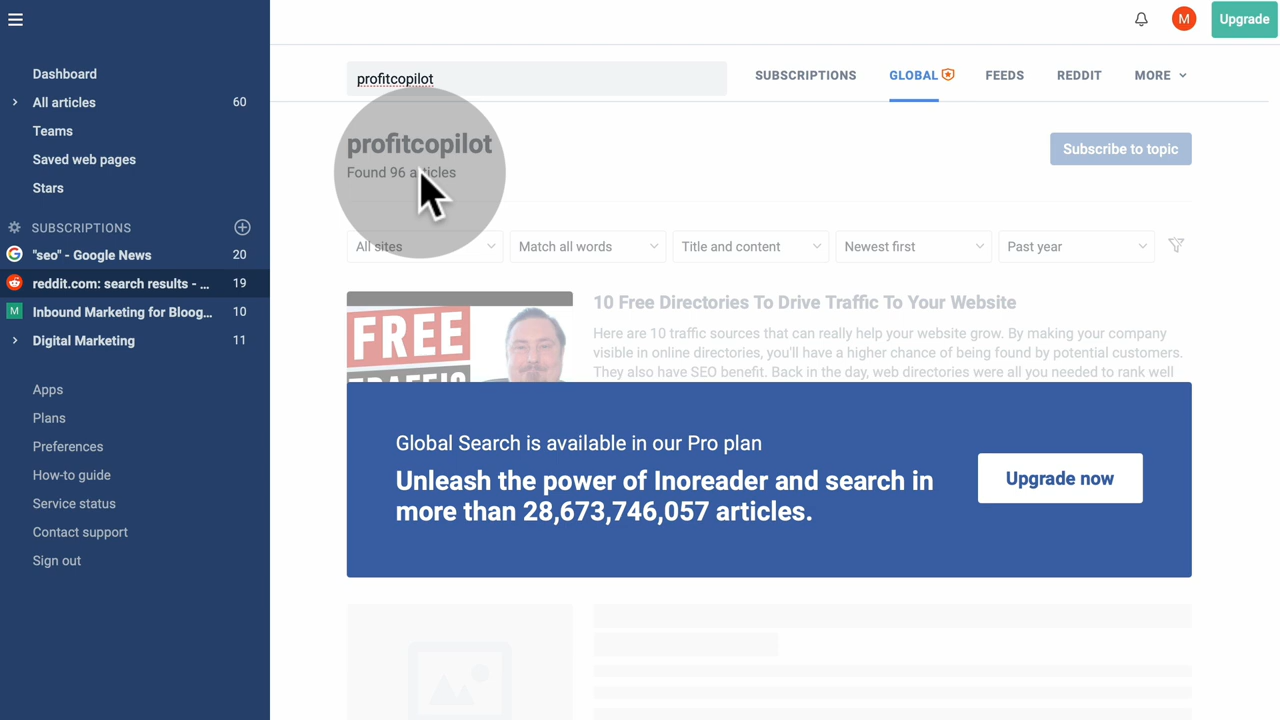 M
Upgrade
Dashboard
All articles 60
Teams
Saved web pages
Stars
SUBSCRIPTIONS
"seo" - Google News 20
reddit.com: search results - ... 19
M Inbound Marketing for Bloog... 10
Digital Marketing 11
Apps
Plans
Preferences
How-to guide
Service status
Contact support
Sign out
profitcopilot
SUBSCRIPTIONS GLOBAL FEEDS REDDIT MORE
profitcopilot
Found 96 articles
Subscribe to topic
All sites Match all words Title and content Newest first Past year
FREE
TRAFFIC
10 Free Directories To Drive Traffic To Your Website
Here are 10 traffic sources that can really help your website grow. By making your company
visible in online directories, you'll have a higher chance of being found by potential customers.
They also have SEO benefit. Back in the day, web directories were all you needed to rank well
Global Search is available in our Pro plan
Unleash the power of Inoreader and search in
more than 28,673,746,057 articles.
Upgrade now